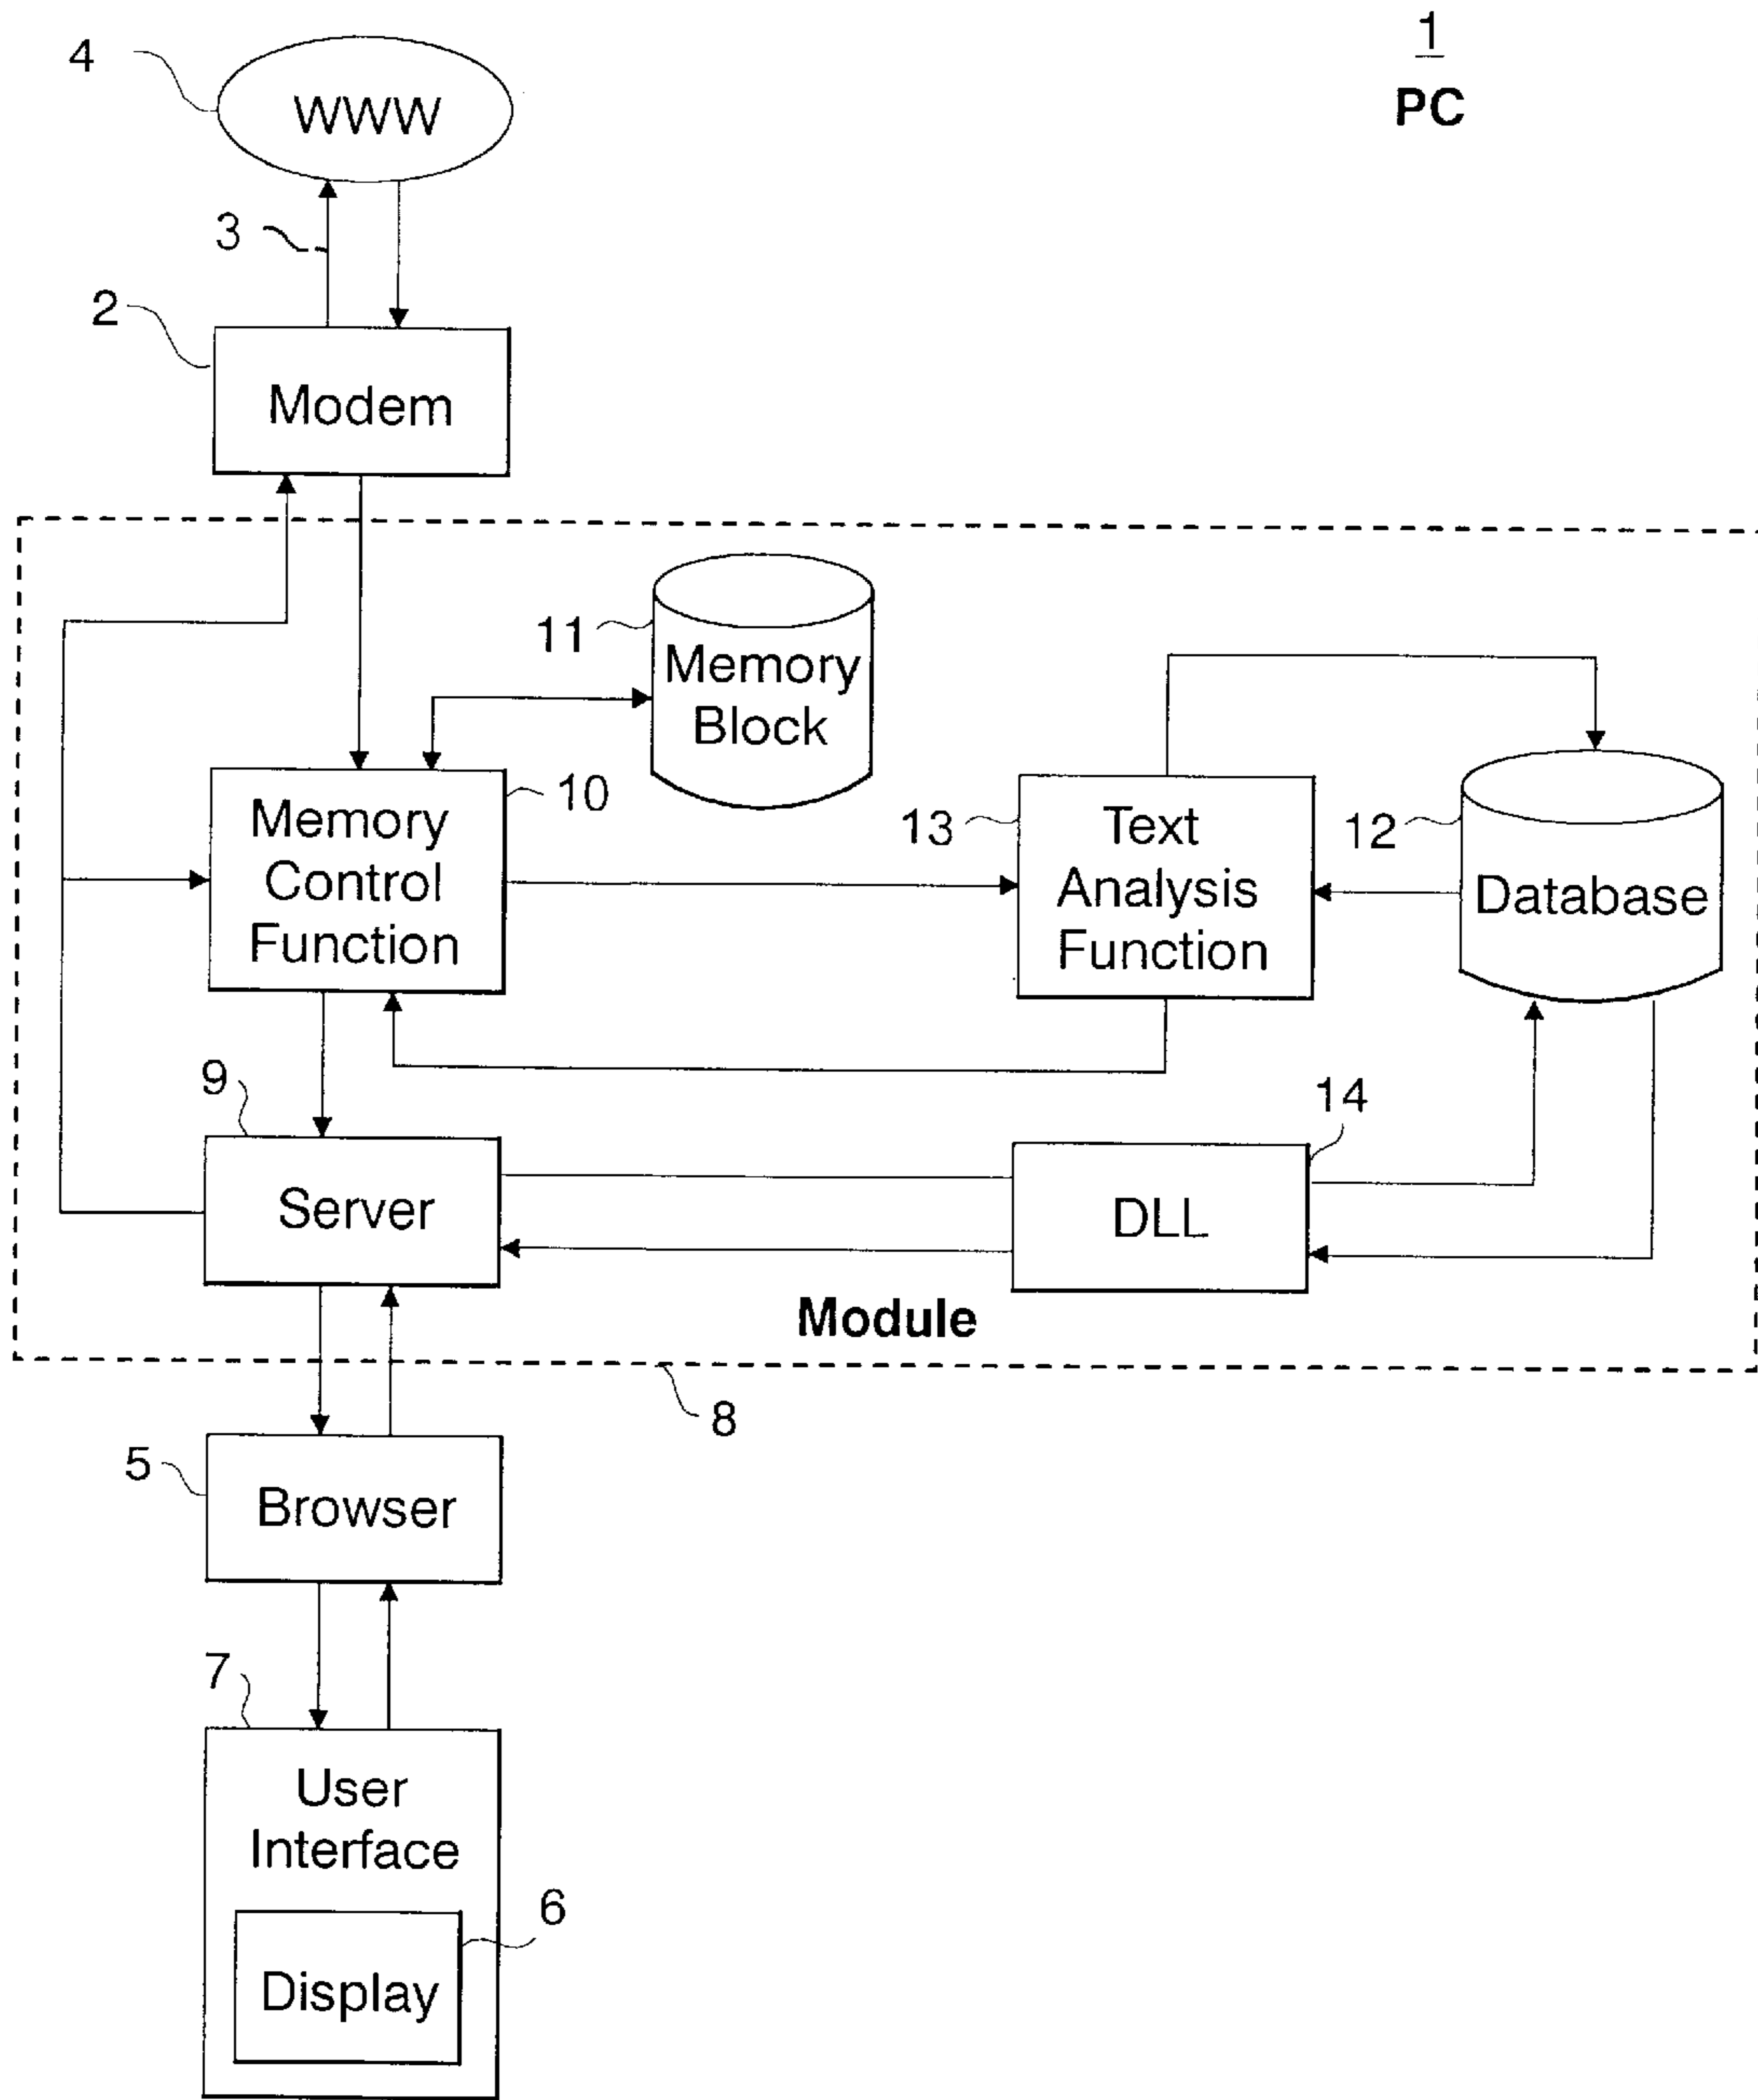 1
PC
4
WWW
3
2
Modem
11
Memory
Block
10
Memory
Control
Function
13
Text
Analysis
Function
12
Database
9
Server
14
DLL
Module
8
5
Browser
7
User
Interface
6
Display